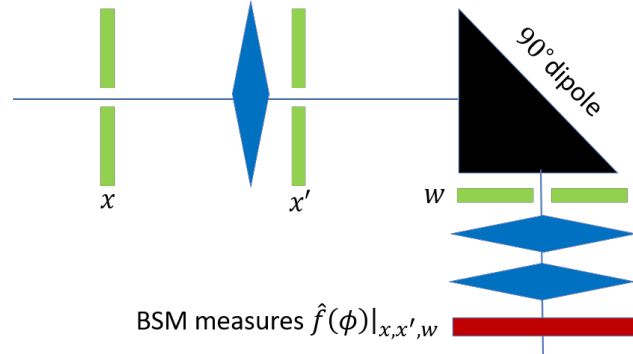 90° dipole
x
x′
w
BSM measures f̂(ϕ)|x,x′,w